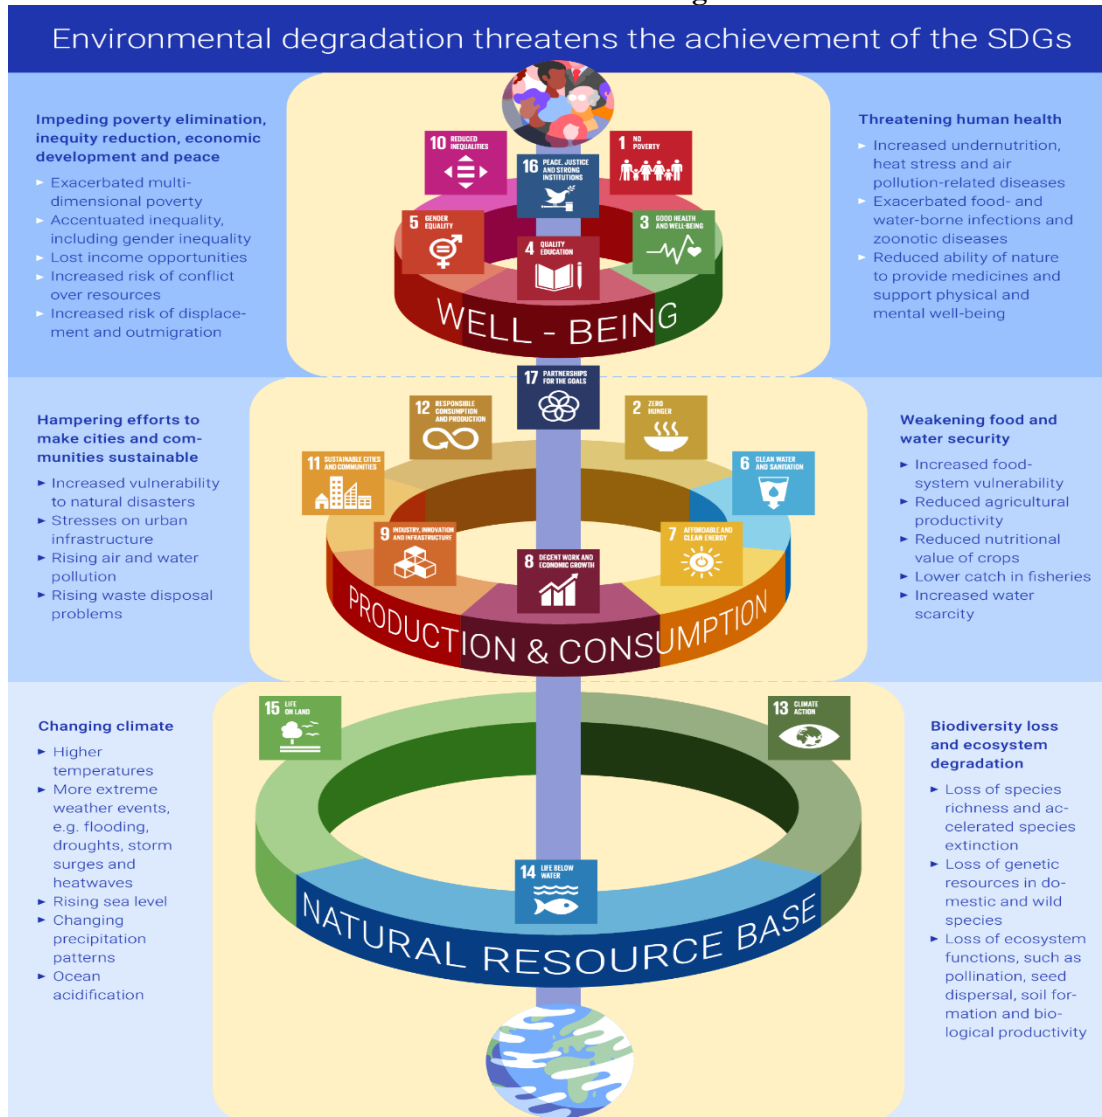 Environmental degradation threatens the achievement of the SDGs
Impeding poverty elimination,
inequity reduction, economic
development and peace
► Exacerbated multi-
dimensional poverty
► Accentuated inequality,
including gender inequality
► Lost income opportunities
► Increased risk of conflict
over resources
► Increased risk of displace-
ment and outmigration
10 REDUCED
INEQUALITIES
16 PEACE, JUSTICE
AND STRONG
INSTITUTIONS
1 NO
POVERTY
5 GENDER
EQUALITY
4 QUALITY
EDUCATION
3 GOOD HEALTH
AND WELL-BEING
WELL - BEING
Threatening human health
► Increased undernutrition,
heat stress and air
pollution-related diseases
► Exacerbated food- and
water-borne infections and
zoonotic diseases
► Reduced ability of nature
to provide medicines and
support physical and
mental well-being
17 PARTNERSHIPS
FOR THE GOALS
Hampering efforts to
make cities and com-
munities sustainable
► Increased vulnerability
to natural disasters
► Stresses on urban
infrastructure
► Rising air and water
pollution
► Rising waste disposal
problems
12 RESPONSIBLE
CONSUMPTION
AND PRODUCTION
2 ZERO
HUNGER
11 SUSTAINABLE CITIES
AND COMMUNITIES
6 CLEAN WATER
AND SANITATION
9 INDUSTRY, INNOVATION
AND INFRASTRUCTURE
8 DECENT WORK AND
ECONOMIC GROWTH
7 AFFORDABLE AND
CLEAN ENERGY
PRODUCTION & CONSUMPTION
Weakening food and
water security
► Increased food-
system vulnerability
► Reduced agricultural
productivity
► Reduced nutritional
value of crops
► Lower catch in fisheries
► Increased water
scarcity
Changing climate
► Higher
temperatures
► More extreme
weather events,
e.g. flooding,
droughts, storm
surges and
heatwaves
► Rising sea level
► Changing
precipitation
patterns
► Ocean
acidification
15 LIFE
ON LAND
13 CLIMATE
ACTION
14 LIFE BELOW
WATER
NATURAL RESOURCE BASE
Biodiversity loss
and ecosystem
degradation
► Loss of species
richness and ac-
celerated species
extinction
► Loss of genetic
resources in do-
mestic and wild
species
► Loss of ecosystem
functions, such as
pollination, seed
dispersal, soil for-
mation and bio-
logical productivity